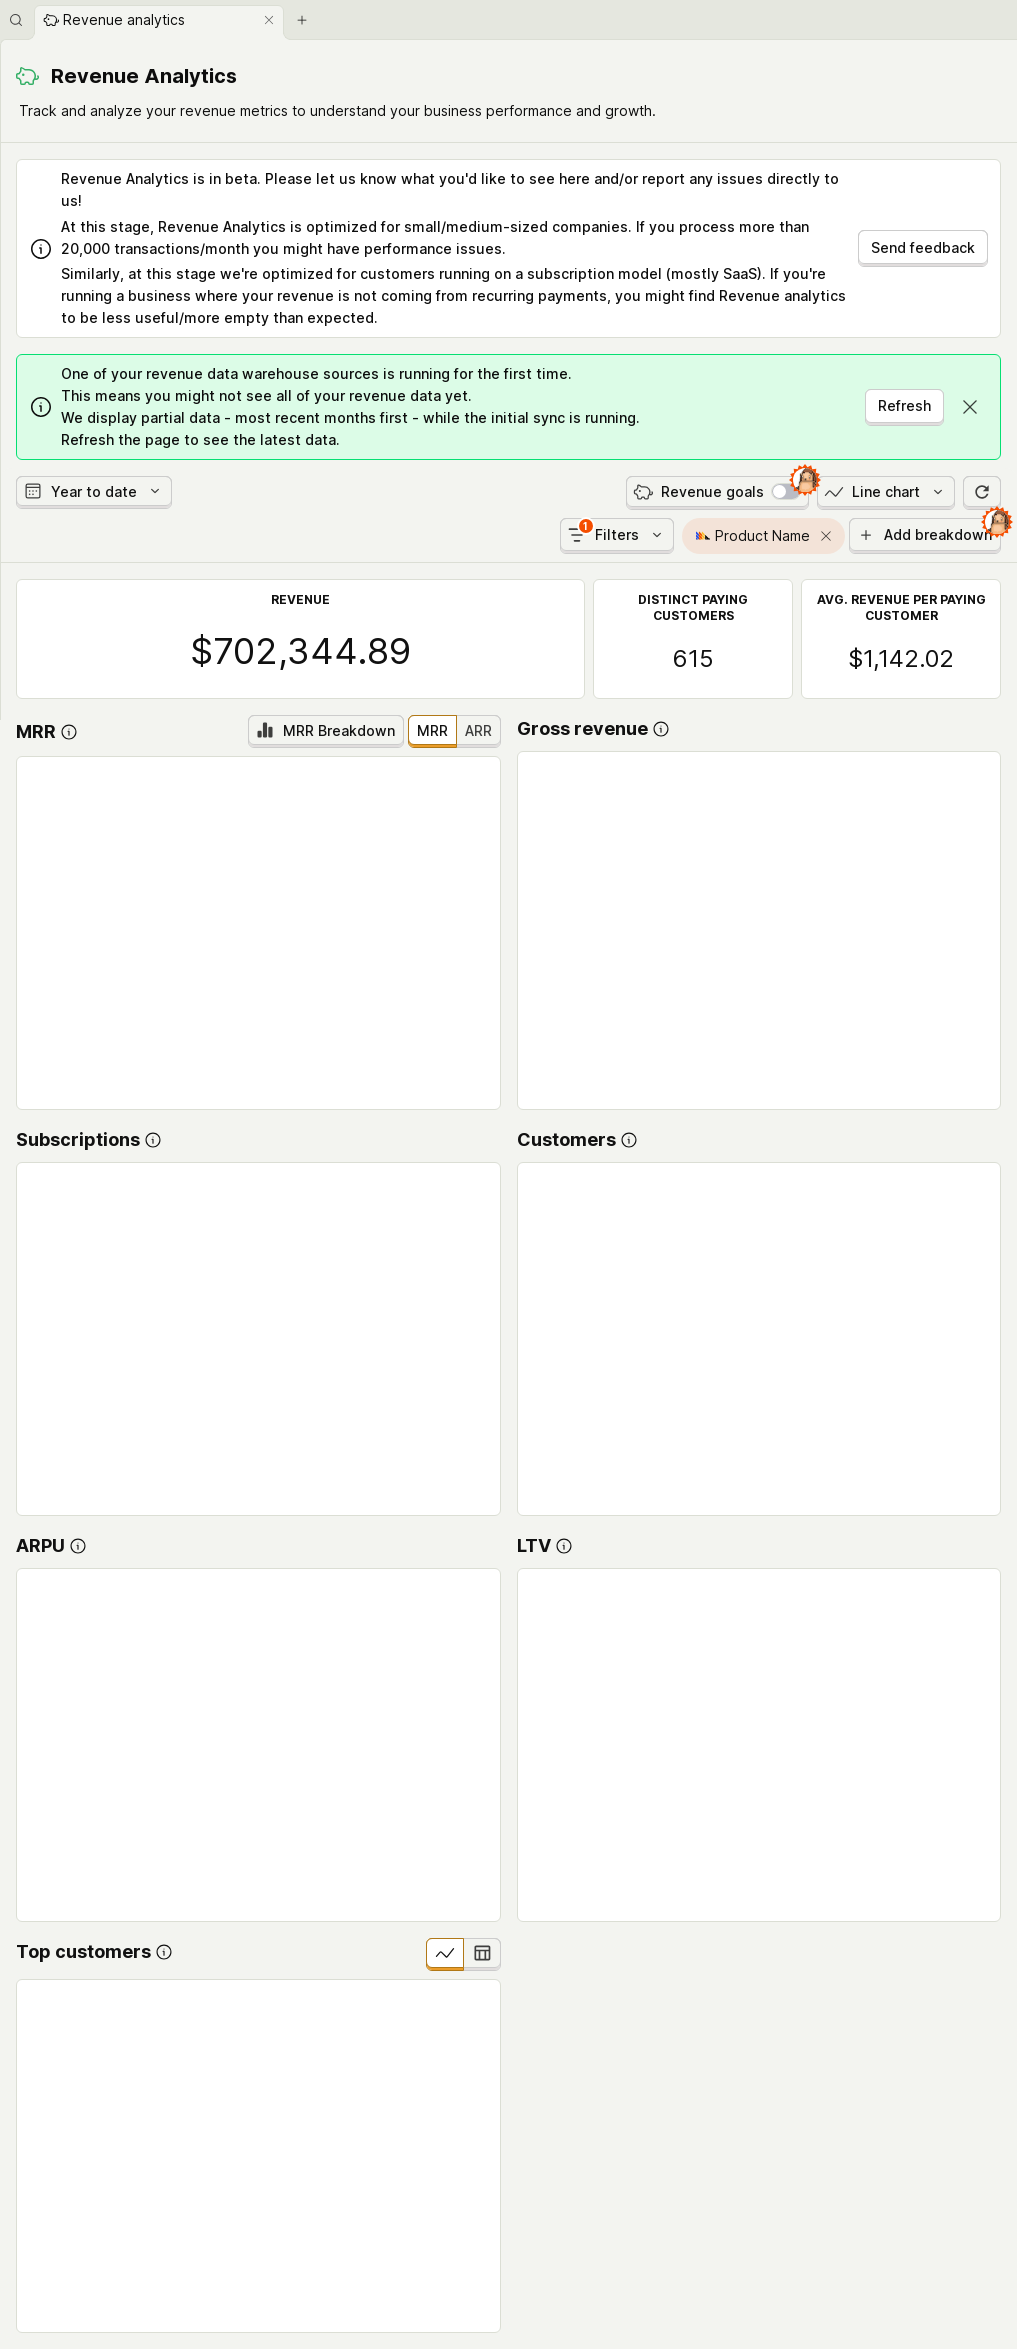 Revenue analytics
Revenue Analytics
Track and analyze your revenue metrics to understand your business performance and growth.
Revenue Analytics is in beta. Please let us know what you'd like to see here and/or report any issues directly to
us!
At this stage, Revenue Analytics is optimized for small/medium-sized companies. If you process more than
20,000 transactions/month you might have performance issues.
Similarly, at this stage we're optimized for customers running on a subscription model (mostly SaaS). If you're
running a business where your revenue is not coming from recurring payments, you might find Revenue analytics
to be less useful/more empty than expected.
Send feedback
One of your revenue data warehouse sources is running for the first time.
This means you might not see all of your revenue data yet.
We display partial data - most recent months first - while the initial sync is running.
Refresh the page to see the latest data.
Refresh
Year to date
Revenue goals
Line chart
1
Filters
Product Name
Add breakdown
REVENUE
$702,344.89
DISTINCT PAYING
CUSTOMERS
615
AVG. REVENUE PER PAYING
CUSTOMER
$1,142.02
MRR
MRR Breakdown
MRR
ARR
Gross revenue
Subscriptions
Customers
ARPU
LTV
Top customers